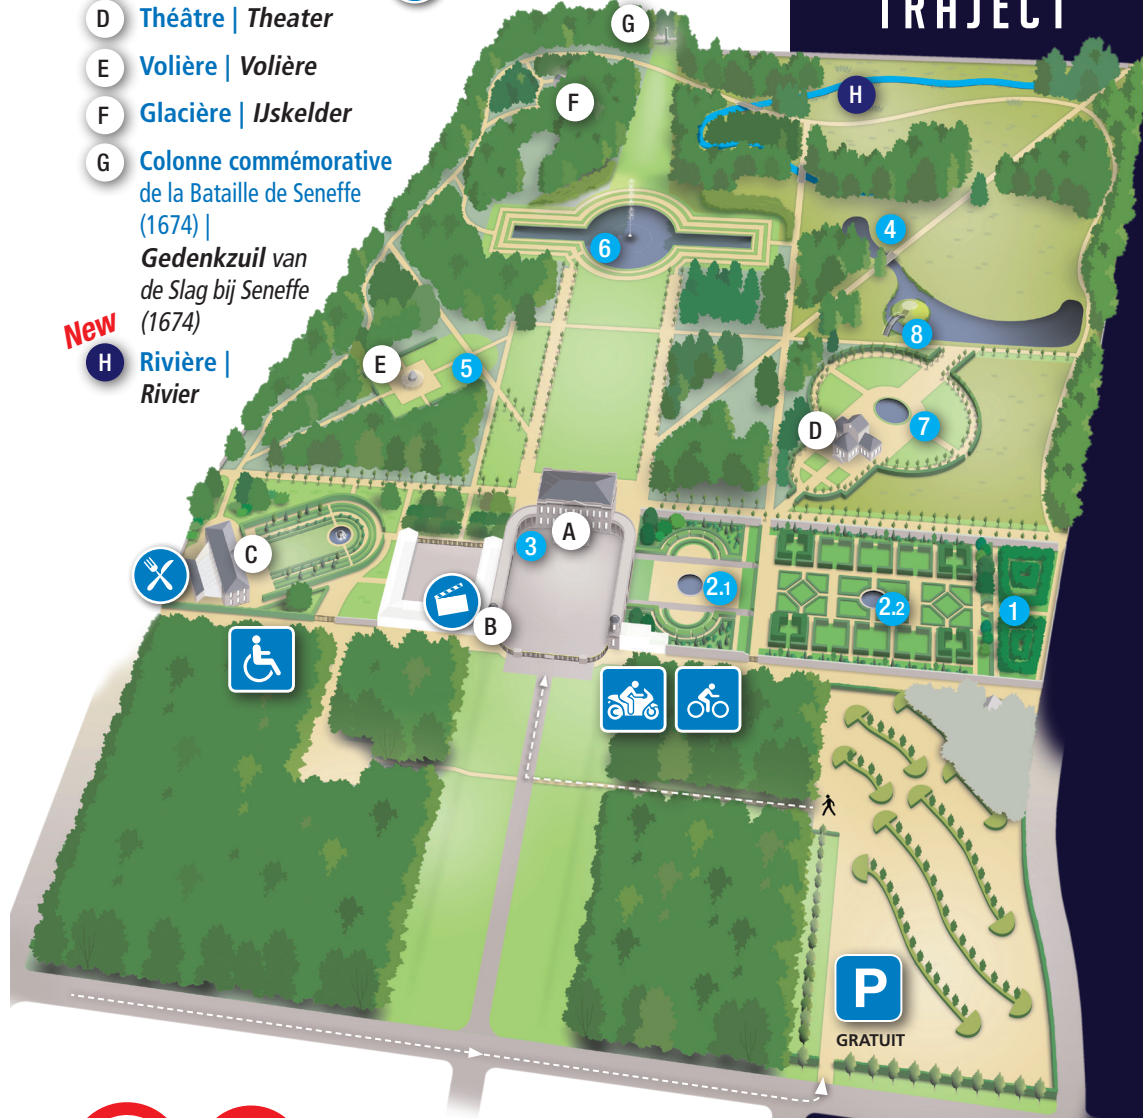 TRAJECT
D Théâtre | Theater
E Volière | Volière
F Glacière | IJskelder
G Colonne commémorative
de la Bataille de Seneffe
(1674) |
Gedenkzuil van
de Slag bij Seneffe
(1674)
New
H Rivière |
Rivier
G
F
H
6
4
8
E
5
D
7
A
3
C
B
2.1
2.2
1
P
GRATUIT